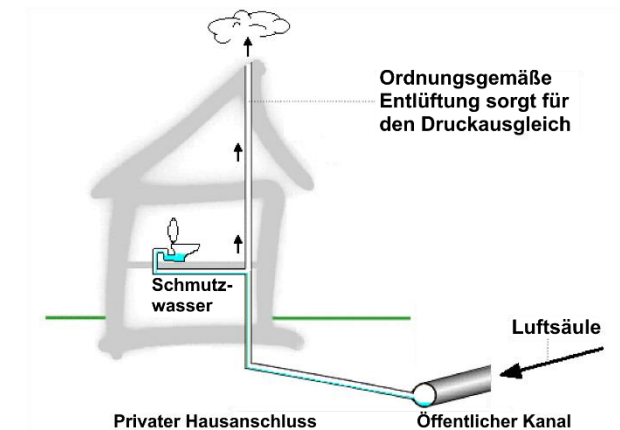 Ordnungsgemäße
Entlüftung sorgt für
den Druckausgleich
Schmutz-
wasser
Luftsäule
Privater Hausanschluss
Öffentlicher Kanal